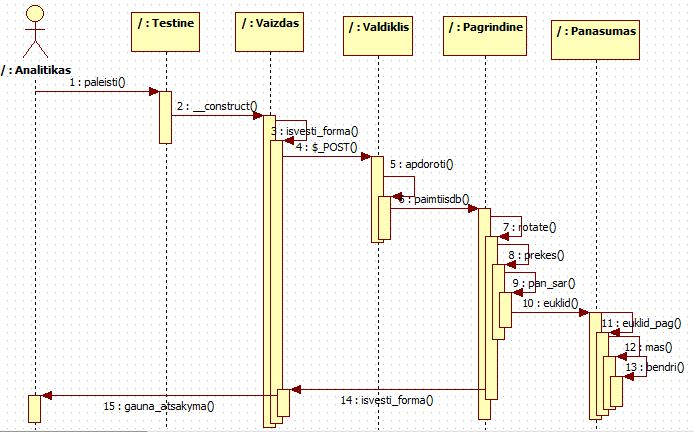 / : Analitikas
/ : Testine
/ : Vaizdas
/ : Valdiklis
/ : Pagrindine
/ : Panasumas
1 : paleisti()
2 : __construct()
3 : isvesti_forma()
4 : $_POST()
5 : apdoroti()
6 : paimtiisdb()
7 : rotate()
8 : prekes()
9 : pan_sar()
10 : euklid()
11 : euklid_pag()
12 : mas()
13 : bendri()
14 : isvesti_forma()
15 : gauna_atsakyma()